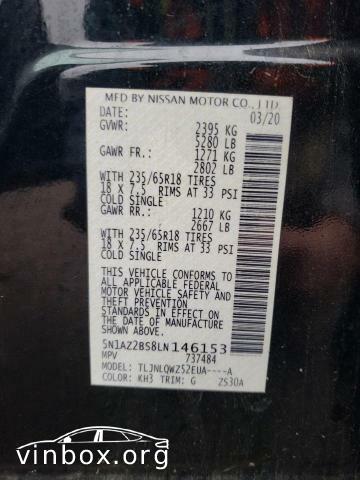 MFD BY NISSAN MOTOR CO., LTD
DATE: 03/20
GVWR: 2395 KG
5280 LB
GAWR FR.: 1271 KG
2802 LB
WITH 235/65R18 TIRES
18 X 7.5 RIMS AT 33 PSI
COLD SINGLE
GAWR RR.: 1210 KG
2667 LB
WITH 235/65R18 TIRES
18 X 7.5 RIMS AT 33 PSI
COLD SINGLE
THIS VEHICLE CONFORMS TO
ALL APPLICABLE FEDERAL
MOTOR VEHICLE SAFETY
AND THEFT PREVENTION
STANDARDS IN EFFECT ON
THE DATE OF MANUFACTURE
SHOWN ABOVE.
5N1AZ2BS8LN146153
MPV 737484
MODEL: TLJNLQWZ52EUA----A
COLOR: KH3 TRIM: G ZS30A
vinbox.org